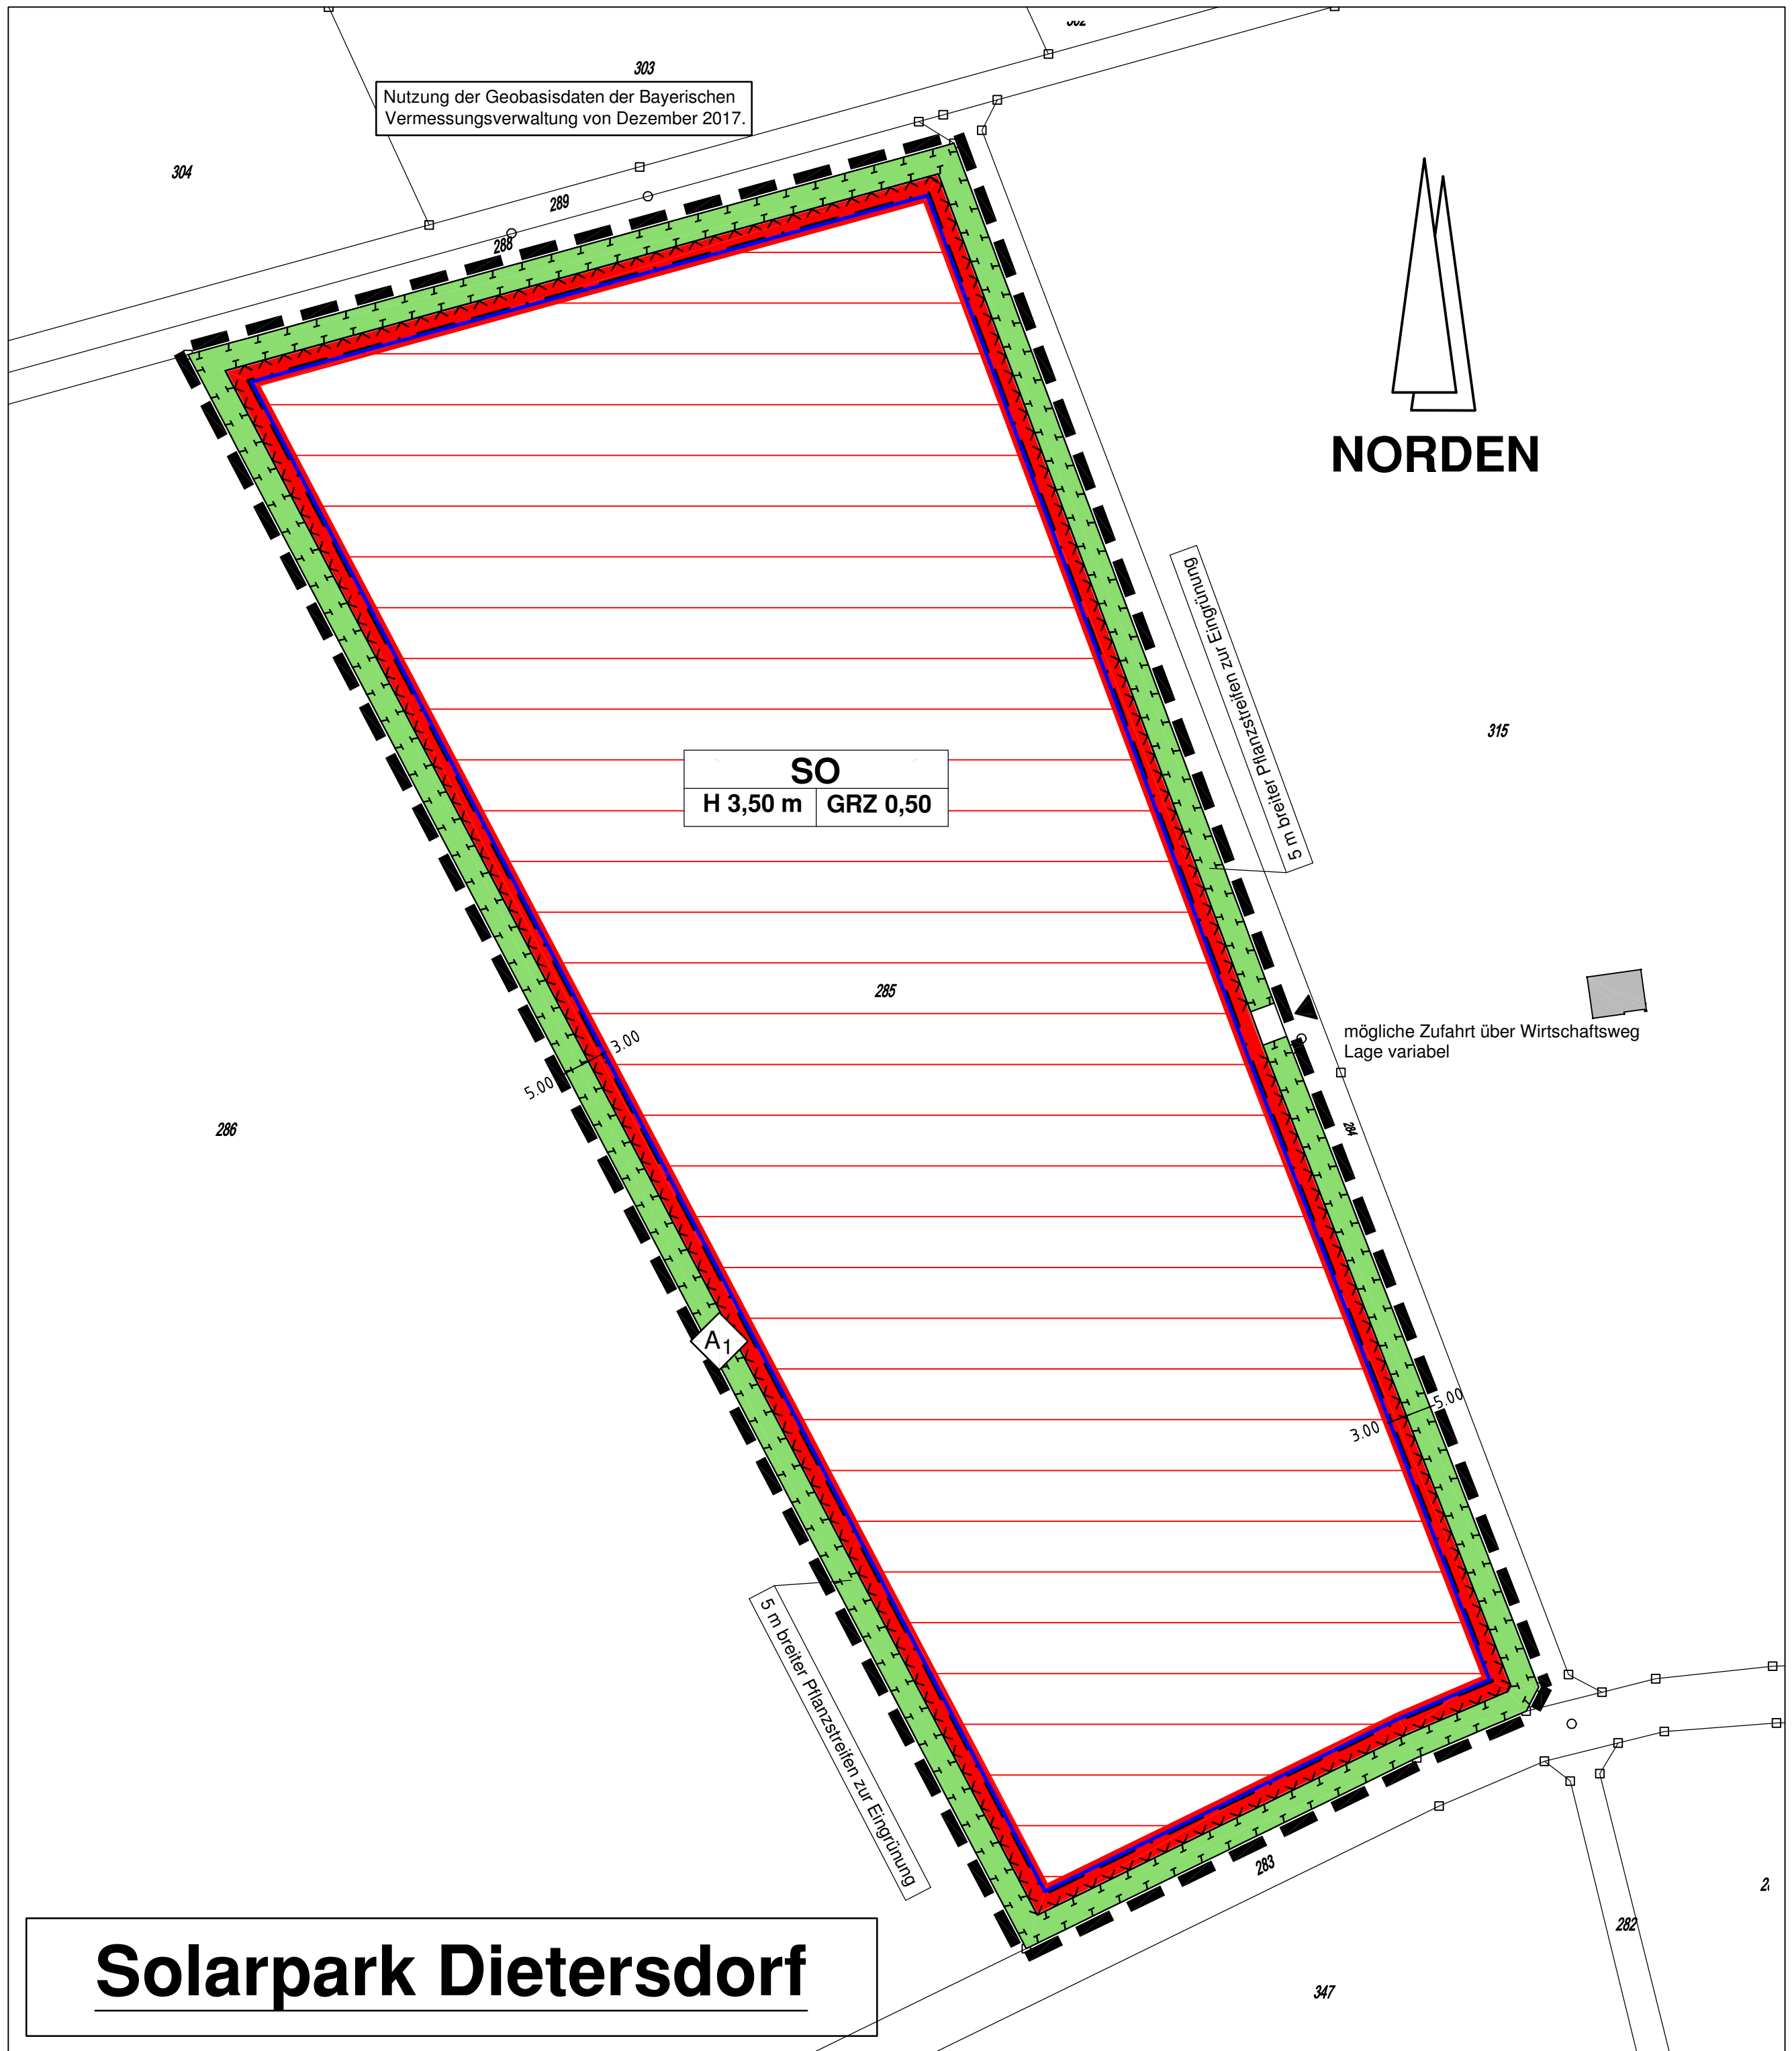 303
Nutzung der Geobasisdaten der Bayerischen
Vermessungsverwaltung von Dezember 2017.
304
289
288
NORDEN
5 m breiter Pflanzstreifen zur Eingrünung
315
SO
H 3,50 m
GRZ 0,50
285
mögliche Zufahrt über Wirtschaftsweg
Lage variabel
3.00
5.00
286
284
A1
5.00
3.00
5 m breiter Pflanzstreifen zur Eingrünung
283
282
347
Solarpark Dietersdorf